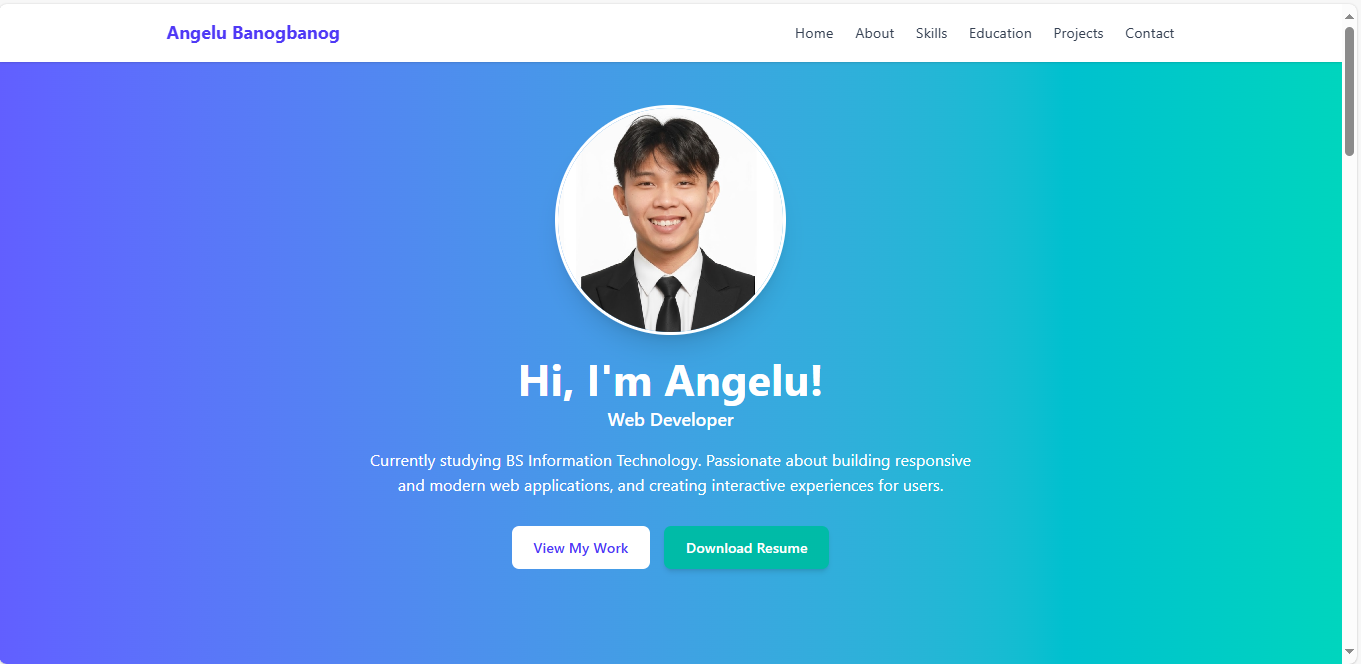 Angelu Banogbanog
Home About Skills Education Projects Contact
Hi, I'm Angelu!
Web Developer
Currently studying BS Information Technology. Passionate about building responsive
and modern web applications, and creating interactive experiences for users.
View My Work
Download Resume